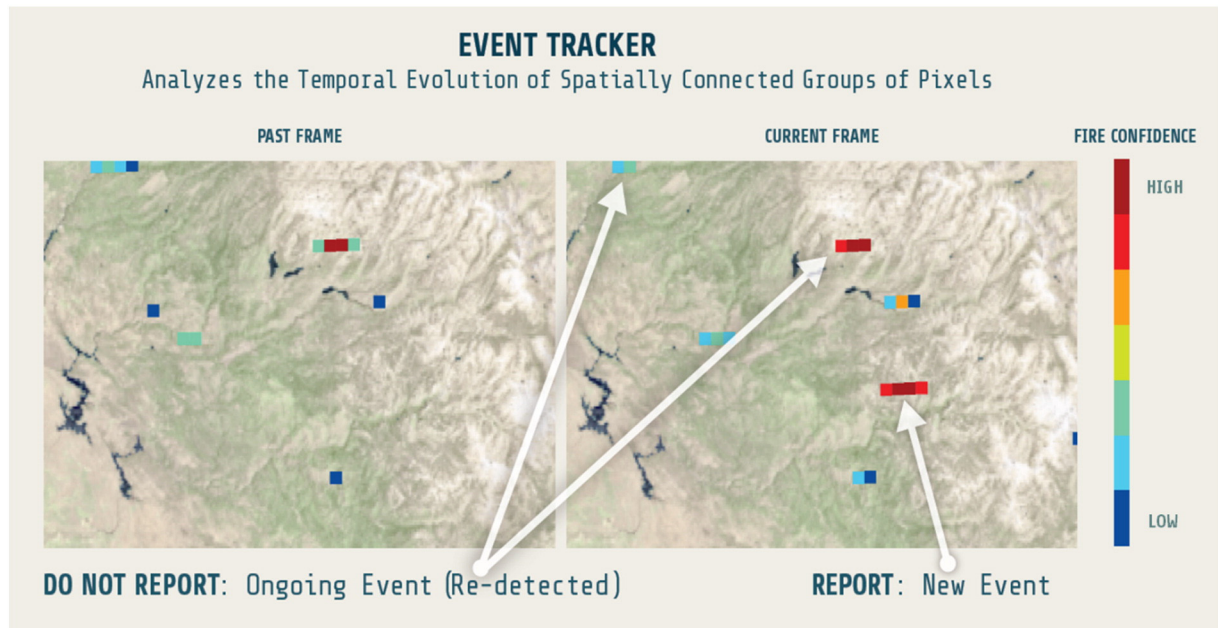 EVENT TRACKER
Analyzes the Temporal Evolution of Spatially Connected Groups of Pixels
PAST FRAME
CURRENT FRAME
FIRE CONFIDENCE
HIGH
LOW
DO NOT REPORT: Ongoing Event (Re-detected)
REPORT: New Event